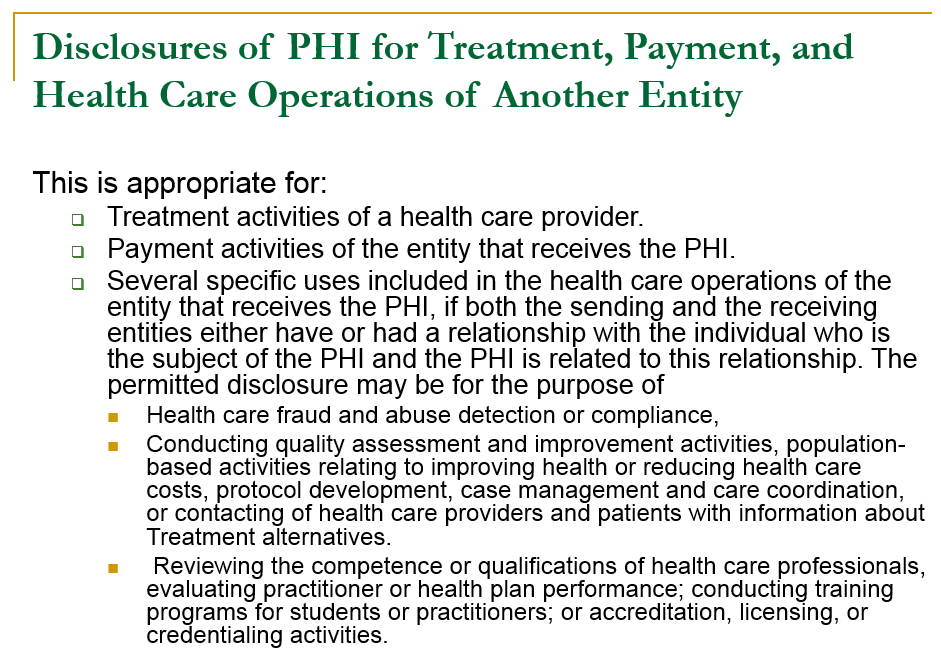 Disclosures of PHI for Treatment, Payment, and
Health Care Operations of Another Entity
This is appropriate for:
Treatment activities of a health care provider.
Payment activities of the entity that receives the PHI.
Several specific uses included in the health care operations of the
entity that receives the PHI, if both the sending and the receiving
entities either have or had a relationship with the individual who is
the subject of the PHI and the PHI is related to this relationship. The
permitted disclosure may be for the purpose of
Health care fraud and abuse detection or compliance,
Conducting quality assessment and improvement activities, population-
based activities relating to improving health or reducing health care
costs, protocol development, case management and care coordination,
or contacting of health care providers and patients with information about
Treatment alternatives.
Reviewing the competence or qualifications of health care professionals,
evaluating practitioner or health plan performance; conducting training
programs for students or practitioners; or accreditation, licensing, or
credentialing activities.